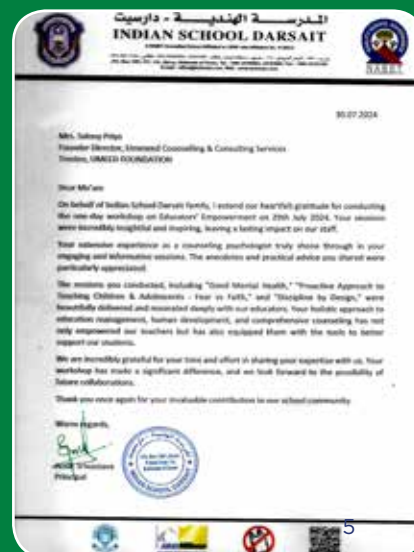 المدرسة الهندية - دارسيت
INDIAN SCHOOL DARSAIT
30.07.2024
Mrs. Saloni Priya
Founder Director, Ummeed Counselling & Consulting Services
Trustee, UMEED FOUNDATION
Dear Ma'am
On behalf of Indian School Darsait family, I extend our heartfelt gratitude for conducting
the one-day workshop on Educators' Empowerment on 29th July 2024. Your sessions
were incredibly insightful and inspiring, leaving a lasting impact on our staff.
Your extensive experience as a counseling psychologist truly shone through in your
engaging and informative sessions. The anecdotes and practical advice you shared were
particularly appreciated.
The sessions you conducted, including "Good Mental Health," "Proactive Approach to
Teaching Children & Adolescents - Fear vs Faith," and "Discipline by Design," were
beautifully delivered and resonated deeply with our educators. Your holistic approach to
education management, human development, and comprehensive counseling has not
only empowered our teachers but has also equipped them with the tools to better
support our students.
We are incredibly grateful for your time and effort in sharing your expertise with us. Your
workshop has made a significant difference, and we look forward to the possibility of
future collaborations.
Thank you once again for your invaluable contribution to our school community.
Warm regards,
Principal
INDIAN SCHOOL DARSAIT
NABET
5